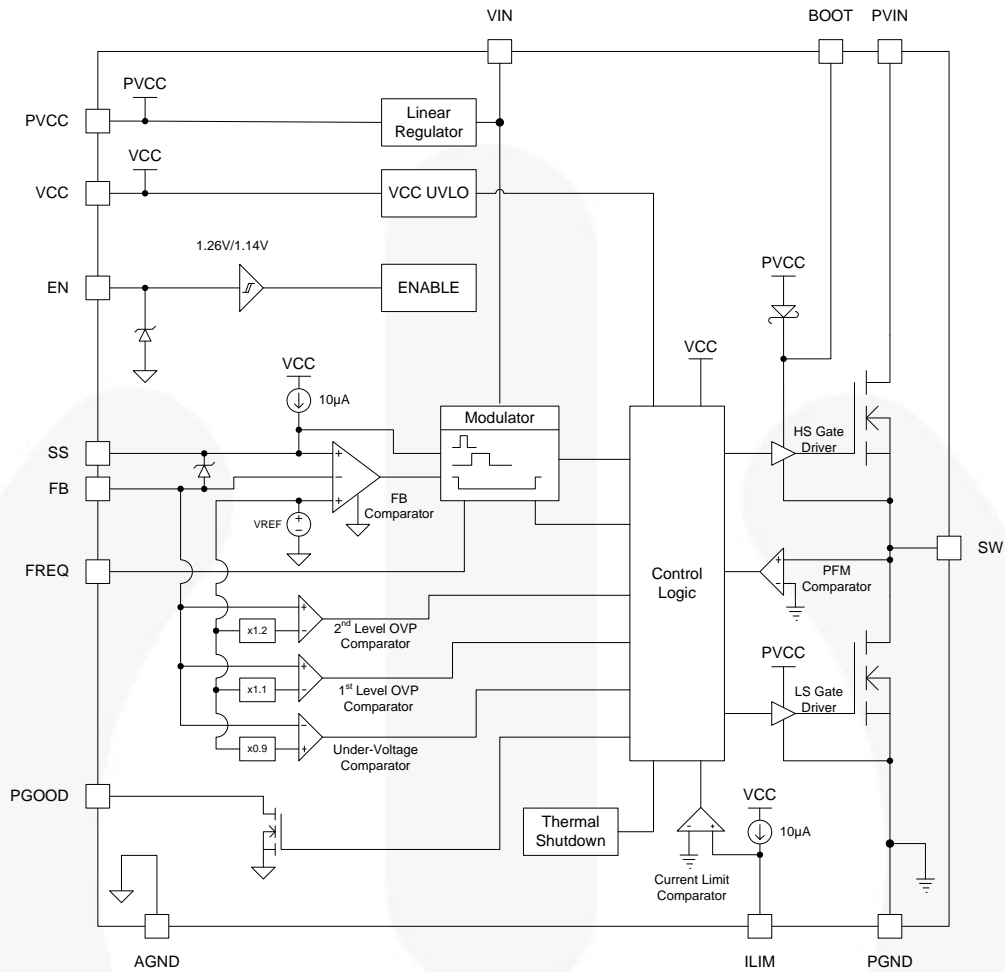 VIN
BOOT
PVIN
PVCC
PVCC
Linear
Regulator
VCC
VCC
VCC UVLO
1.26V/1.14V
EN
ENABLE
PVCC
VCC
10µA
VCC
Modulator
SS
FB
+
−
+
FB
Comparator
VREF
+
−
HS Gate
Driver
FREQ
SW
+
−
PFM
Comparator
Control
Logic
+
−
x1.2
2nd Level OVP
Comparator
+
−
x1.1
1st Level OVP
Comparator
PVCC
LS Gate
Driver
−
+
x0.9
Under-Voltage
Comparator
PGOOD
Thermal
Shutdown
VCC
10µA
−
+
Current Limit
Comparator
AGND
ILIM
PGND